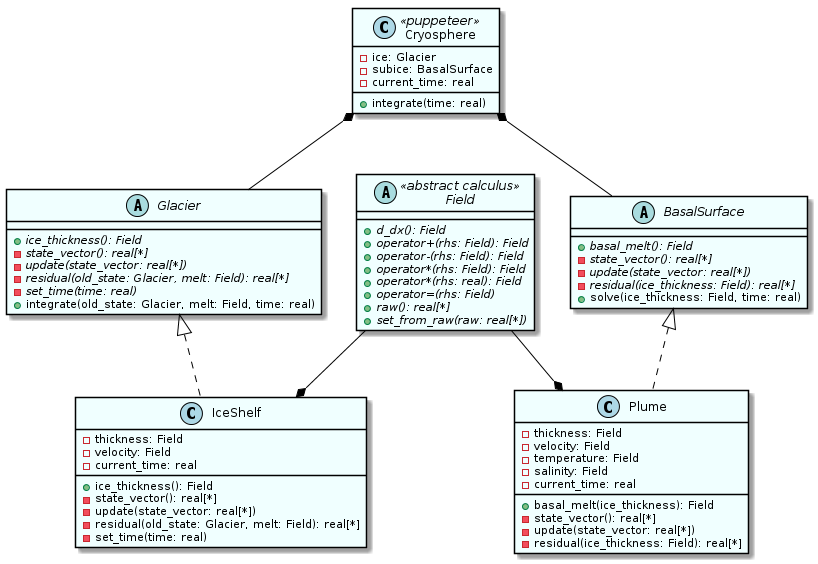 C
«puppeteer»
Cryosphere
ice: Glacier
subice: BasalSurface
current_time: real
integrate(time: real)
A
Glacier
ice_thickness(): Field
state_vector(): real[*]
update(state_vector: real[*])
residual(old_state: Glacier, melt: Field): real[*]
set_time(time: real)
integrate(old_state: Glacier, melt: Field, time: real)
A
«abstract calculus»
Field
d_dx(): Field
operator+(rhs: Field): Field
operator-(rhs: Field): Field
operator*(rhs: Field): Field
operator*(rhs: real): Field
operator=(rhs: Field)
raw(): real[*]
set_from_raw(raw: real[*])
A
BasalSurface
basal_melt(): Field
state_vector(): real[*]
update(state_vector: real[*])
residual(ice_thickness: Field): real[*]
solve(ice_thickness: Field, time: real)
C
IceShelf
thickness: Field
velocity: Field
current_time: real
ice_thickness(): Field
state_vector(): real[*]
update(state_vector: real[*])
residual(old_state: Glacier, melt: Field): real[*]
set_time(time: real)
C
Plume
thickness: Field
velocity: Field
temperature: Field
salinity: Field
current_time: real
basal_melt(ice_thickness): Field
state_vector(): real[*]
update(state_vector: real[*])
residual(ice_thickness: Field): real[*]